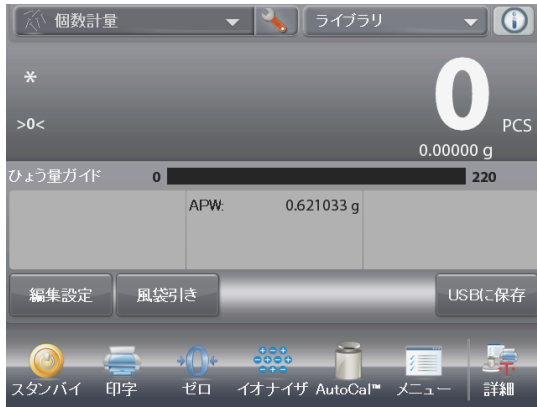 個数計量 ライブラリ
*
0
>0< PCS
0.00000 g
ひょう量ガイド 0 220
APW: 0.621033 g
編集設定 風袋引き USBに保存
→0←
スタンバイ 印字 ゼロ イオナイザ AutoCal™ メニュー 詳細